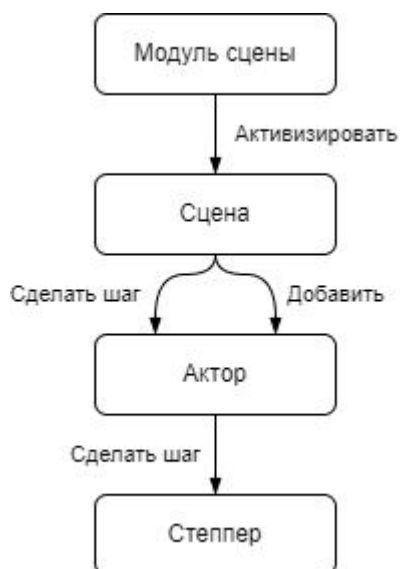 Модуль сцены
Активизировать
Сцена
Сделать шаг
Добавить
Актор
Сделать шаг
Степпер